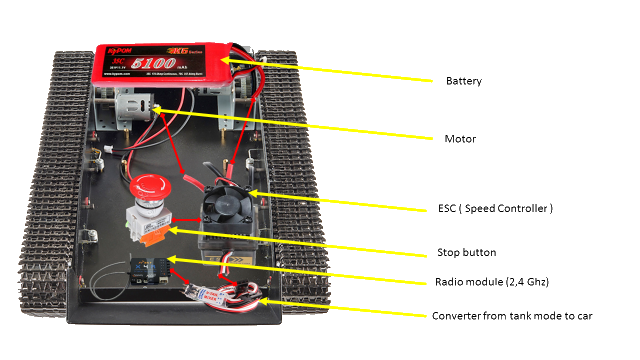 5100
Battery
Motor
ESC ( Speed Controller )
Stop button
Radio module (2,4 Ghz)
Converter from tank mode to car